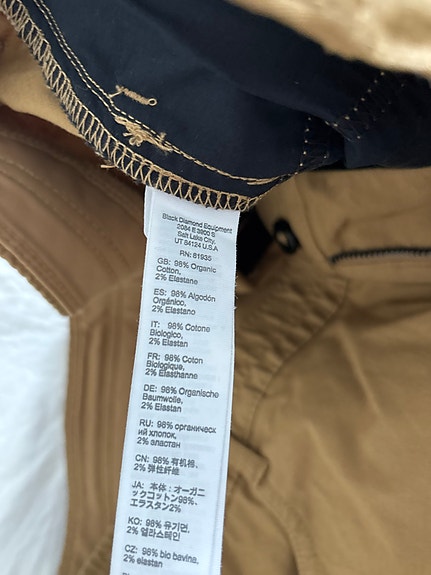 Black Diamond Equipment
2084 E 3900 S
Salt Lake City,
UT 84124 U.S.A
RN: 81935
GB: 98% Organic
Cotton,
2% Elastane
ES: 98% Algodón
Orgánico,
2% Elastano
IT: 98% Cotone
Biologico,
2% Elastan
FR: 98% Coton
Biologique,
2% Elasthanne
DE: 98% Organische
Baumwolle,
2% Elastan
RU: 98% органическ
ий хлопок,
2% эластан
CN: 98% 有机棉,
2% 弹性纤维
JA: 本体：オーガニ
ックコットン98%、
エラスタン2%
KO: 98% 유기면,
2% 엘라스테인
CZ: 98% bio bavlna,
2% elastan